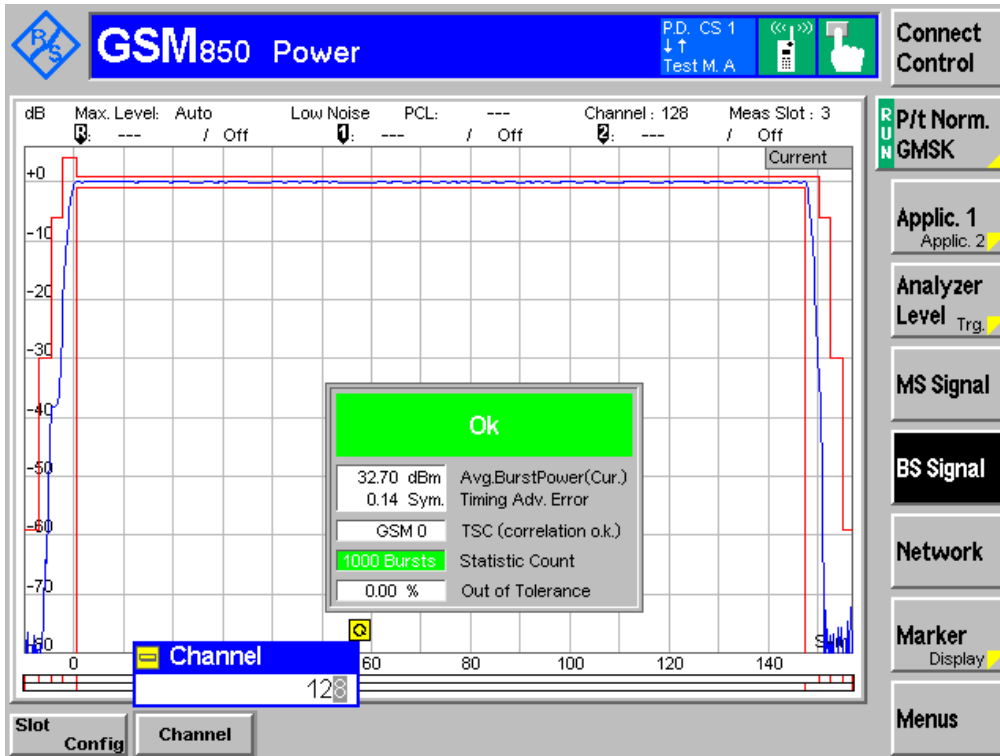 R/S
GSM850 Power
P.D. CS 1
↓ ↑
Test M. A
Connect Control
dB Max. Level: Auto Low Noise PCL: --- Channel : 128 Meas Slot : 3
R: --- / Off 1: --- / Off 2: --- / Off
Current
+0
-10
-20
-30
-40
-50
-60
-70
-80
Ok
32.70 dBm Avg.BurstPower(Cur.)
0.14 Sym. Timing Adv. Error
GSM 0 TSC (correlation o.k.)
1000 Bursts Statistic Count
0.00 % Out of Tolerance
0 60 80 100 120 140
Channel
128
Slot Config
Channel
RUN
P/t Norm. GMSK
Applic. 1
Applic. 2
Analyzer Level Trg.
MS Signal
BS Signal
Network
Marker
Display
Menus